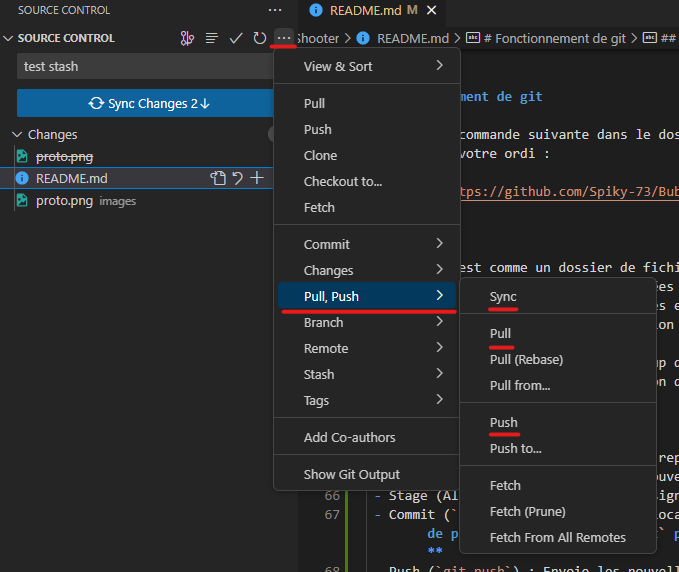 SOURCE CONTROL ···
README.md M ×
SOURCE CONTROL ···
Shooter > README.md > # Fonctionnement de git > ##
test stash
Sync Changes 2↓
Changes
proto.png
README.md
proto.png images
View & Sort
Pull
Push
Clone
Checkout to...
Fetch
Commit
Changes
Pull, Push
Branch
Remote
Stash
Tags
Add Co-authors
Show Git Output
Sync
Pull
Pull (Rebase)
Pull from...
Push
Push to...
Fetch
Fetch (Prune)
Fetch From All Remotes
ment de git
commande suivante dans le dos
votre ordi :
tps://github.com/Spiky-73/Bub
est comme un dossier de fichi
66 - Stage (Al
67 - Commit (`
de p
**
68 Push (`git push`) : Envoie les nouvell